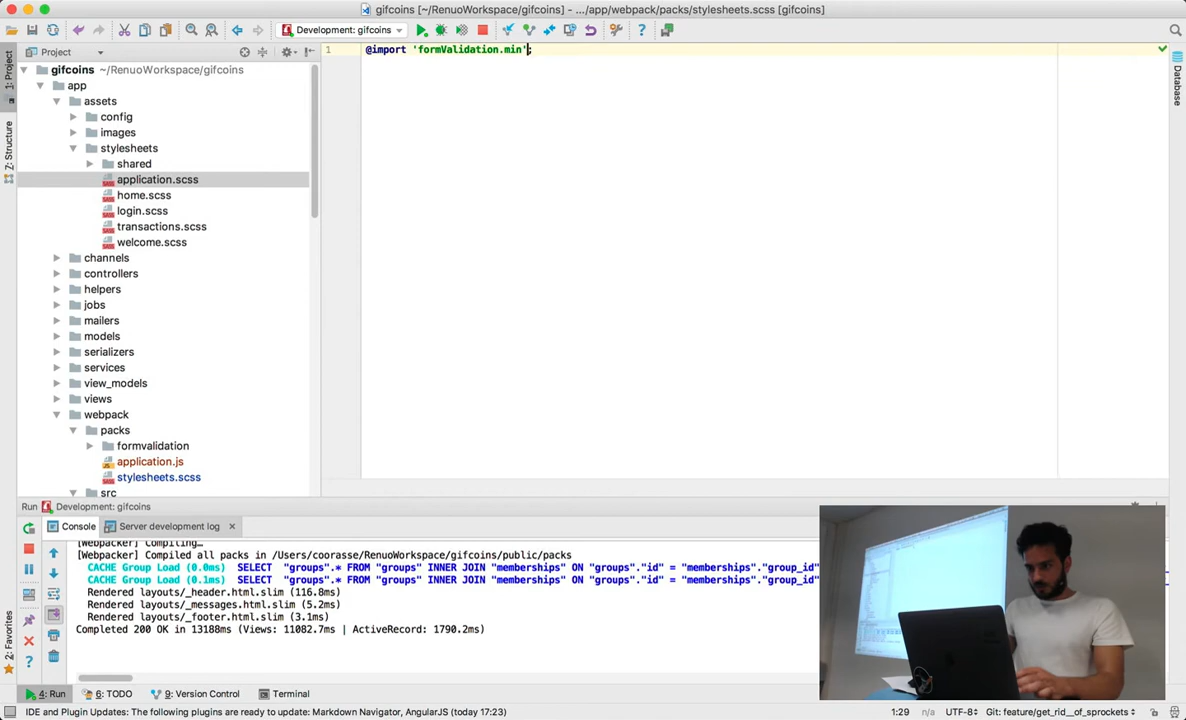 gifcoins [~/RenuoWorkspace/gifcoins] - .../app/webpack/packs/stylesheets.scss [gifcoins]
Development: gifcoins
Project
1: Project
Z: Structure
2: Favorites
Database
gifcoins ~/RenuoWorkspace/gifcoins
app
assets
config
images
stylesheets
shared
application.scss
home.scss
login.scss
transactions.scss
welcome.scss
channels
controllers
helpers
jobs
mailers
models
serializers
services
view_models
views
webpack
packs
formvalidation
application.js
stylesheets.scss
src
1 @import 'formValidation.min';
Run Development: gifcoins
Console Server development log
[Webpacker] Compiling…
[Webpacker] Compiled all packs in /Users/coorasse/RenuoWorkspace/gifcoins/public/packs
CACHE Group Load (0.0ms) SELECT "groups".* FROM "groups" INNER JOIN "memberships" ON "groups"."id" = "memberships"."group_id"
CACHE Group Load (0.1ms) SELECT "groups".* FROM "groups" INNER JOIN "memberships" ON "groups"."id" = "memberships"."group_id"
Rendered layouts/_header.html.slim (116.8ms)
Rendered layouts/_messages.html.slim (5.2ms)
Rendered layouts/_footer.html.slim (3.1ms)
Completed 200 OK in 13188ms (Views: 11082.7ms | ActiveRecord: 1790.2ms)
4: Run 6: TODO 9: Version Control Terminal
IDE and Plugin Updates: The following plugins are ready to update: Markdown Navigator, AngularJS (today 17:23)
1:29 n/a UTF-8 Git: feature/get_rid__of_sprockets